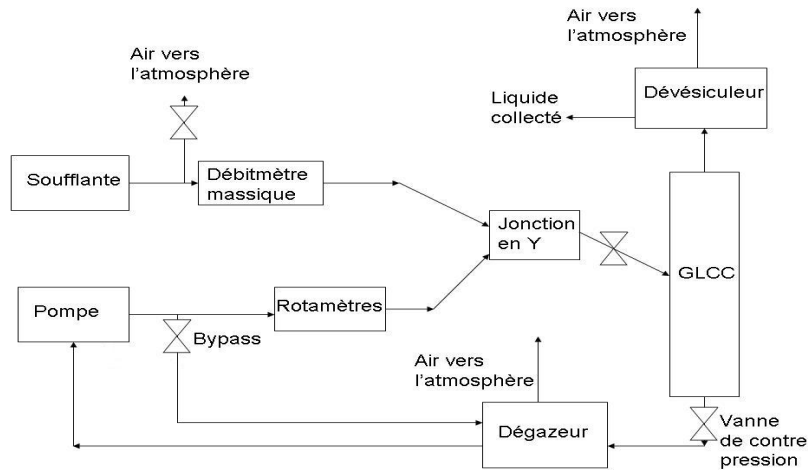 Air vers
l'atmosphère
Air vers
l'atmosphère
Dévésiculeur
Liquide
collecté
Soufflante
Débitmètre
massique
Jonction
en Y
GLCC
Pompe
Rotamètres
Bypass
Air vers
l'atmosphère
Dégazeur
Vanne
de contre
pression